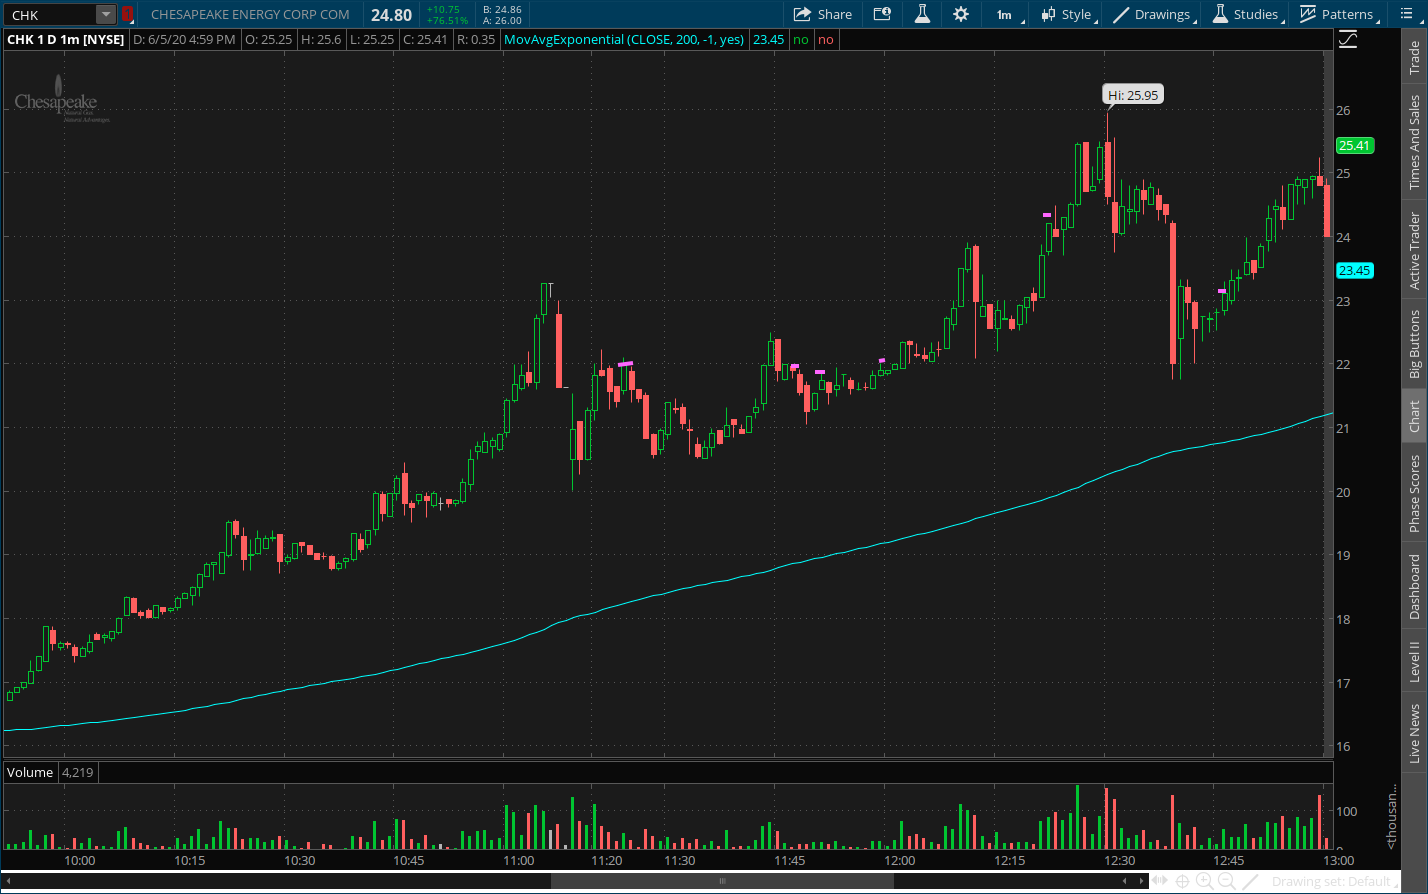 CHK
1
CHESAPEAKE ENERGY CORP COM
24.80
+10.75
+76.51%
B: 24.86
A: 26.00
Share
1m
Style
Drawings
Studies
Patterns
CHK 1 D 1m [NYSE] D: 6/5/20 4:59 PM O: 25.25 H: 25.6 L: 25.25 C: 25.41 R: 0.35 MovAvgExponential (CLOSE, 200, -1, yes) 23.45 no no
Chesapeake
Natural Gas.
Natural Advantages.
Hi: 25.95
26
25.41
25
24
23.45
23
22
21
20
19
18
17
16
Volume 4,219
100
0
<thousan...
10:00 10:15 10:30 10:45 11:00 11:20 11:30 11:45 12:00 12:15 12:30 12:45 13:00
Drawing set: Default
Trade
Times And Sales
Active Trader
Big Buttons
Chart
Phase Scores
Dashboard
Level II
Live News